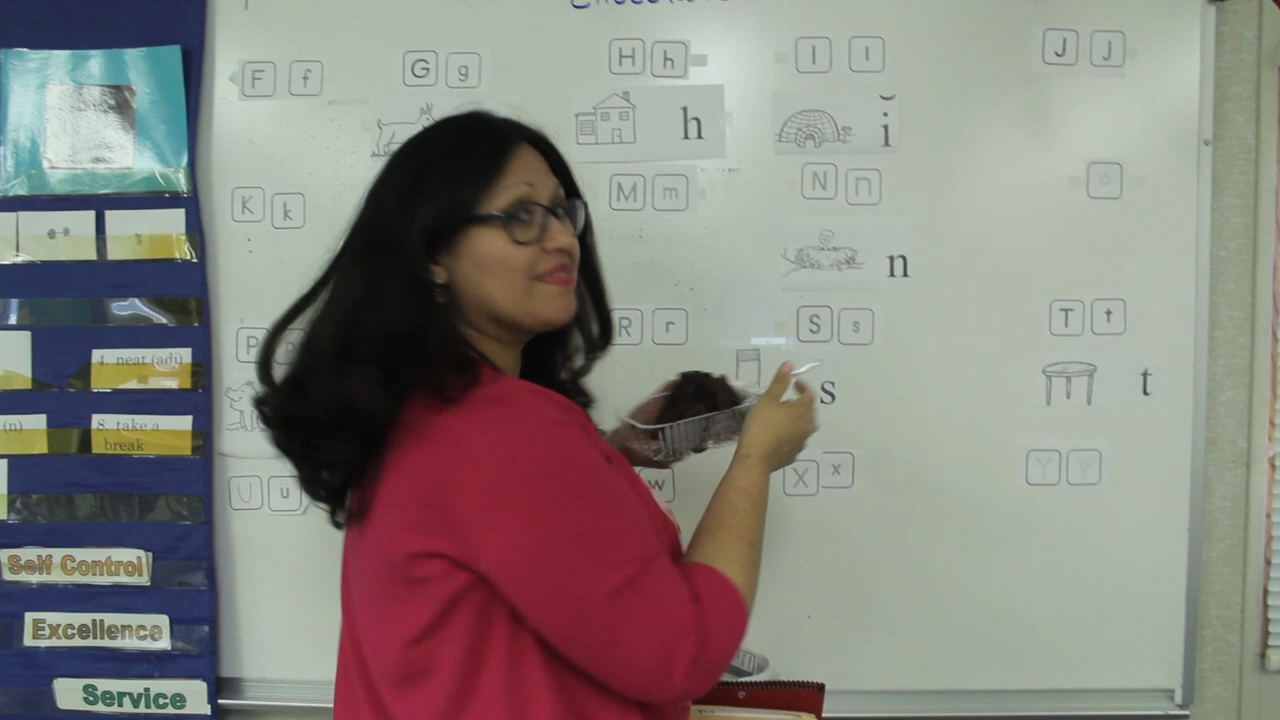 F f
G g
H h
I I
J J
h
ĭ
K k
M m
N n
n
4. neat (adj)
P
R r
S s
T t
s
t
(n)
8. take a
break
U u
w
X x
Y y
Self Control
Excellence
Service